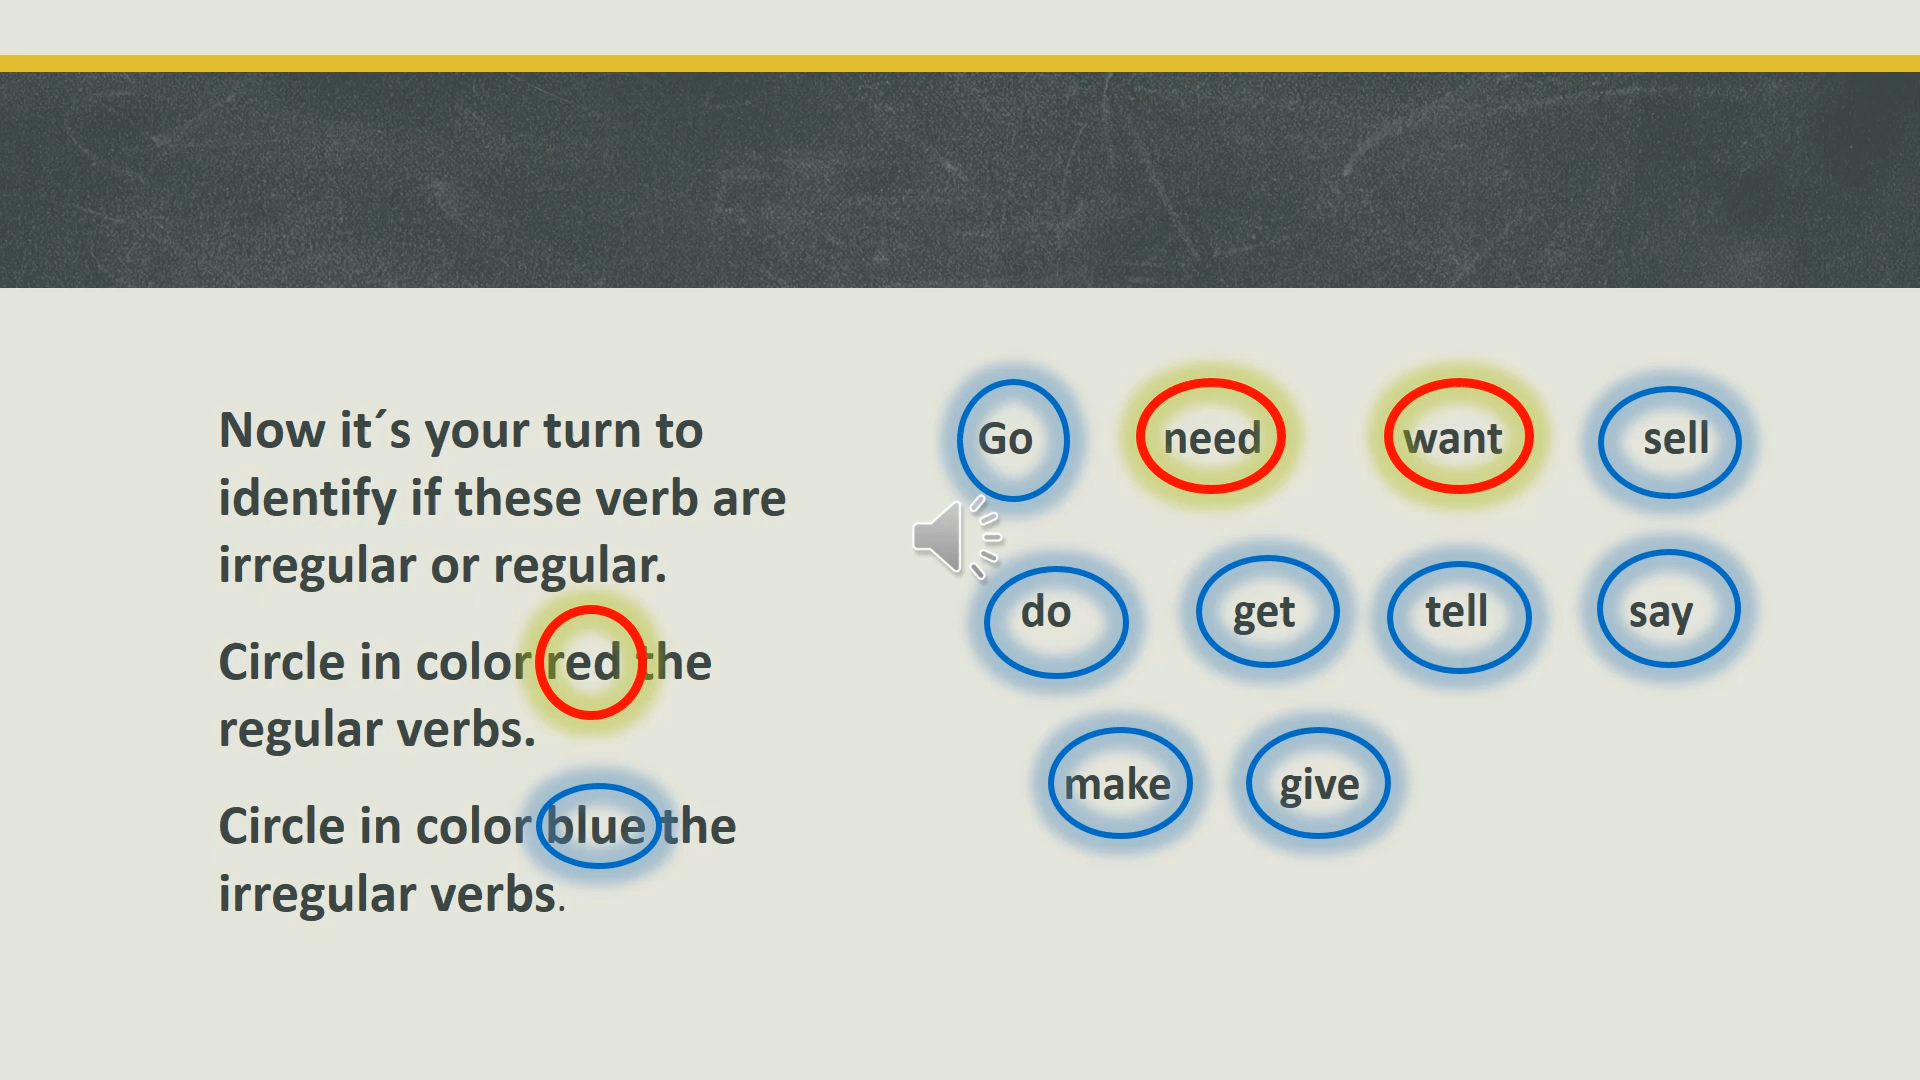 Now it´s your turn to
identify if these verb are
irregular or regular.
Circle in color red the
regular verbs.
Circle in color blue the
irregular verbs.
Go need want sell
do get tell say
make give